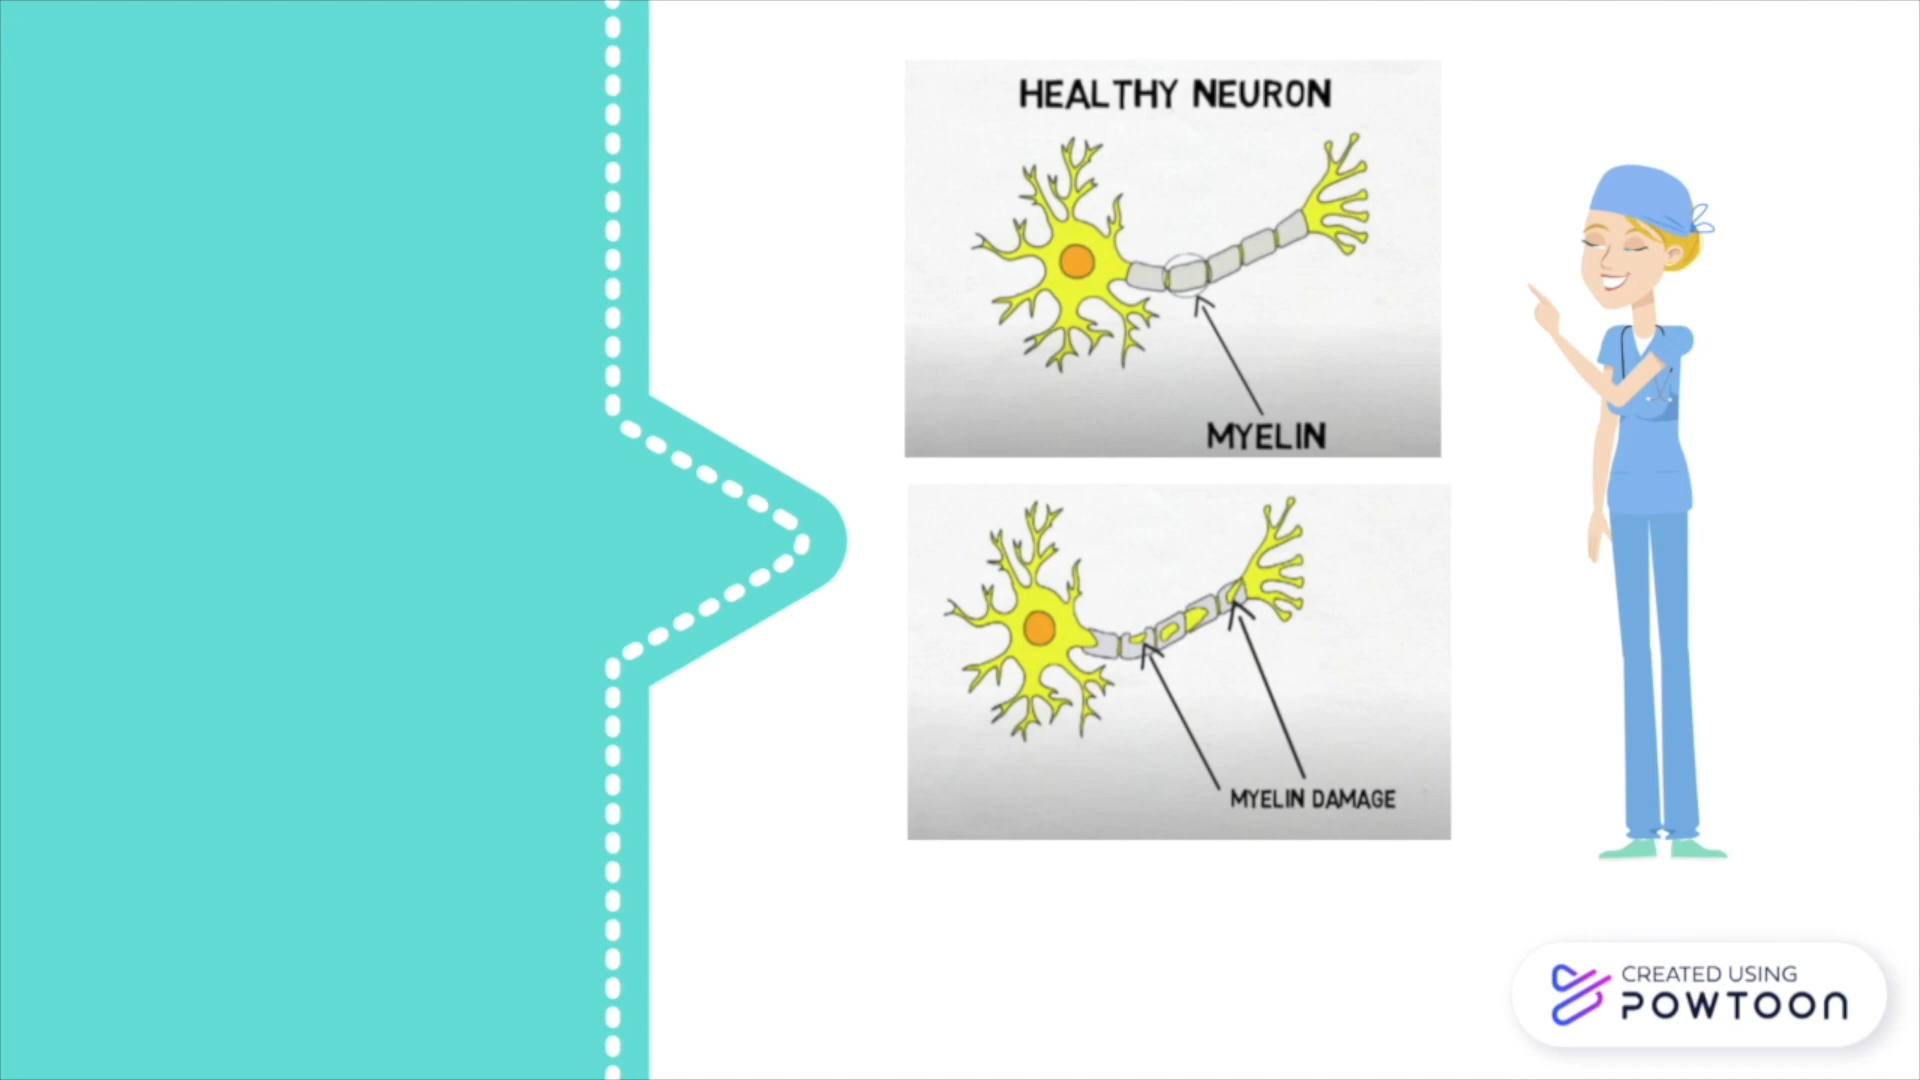 HEALTHY NEURON
MYELIN
MYELIN DAMAGE
CREATED USING
POWTOON